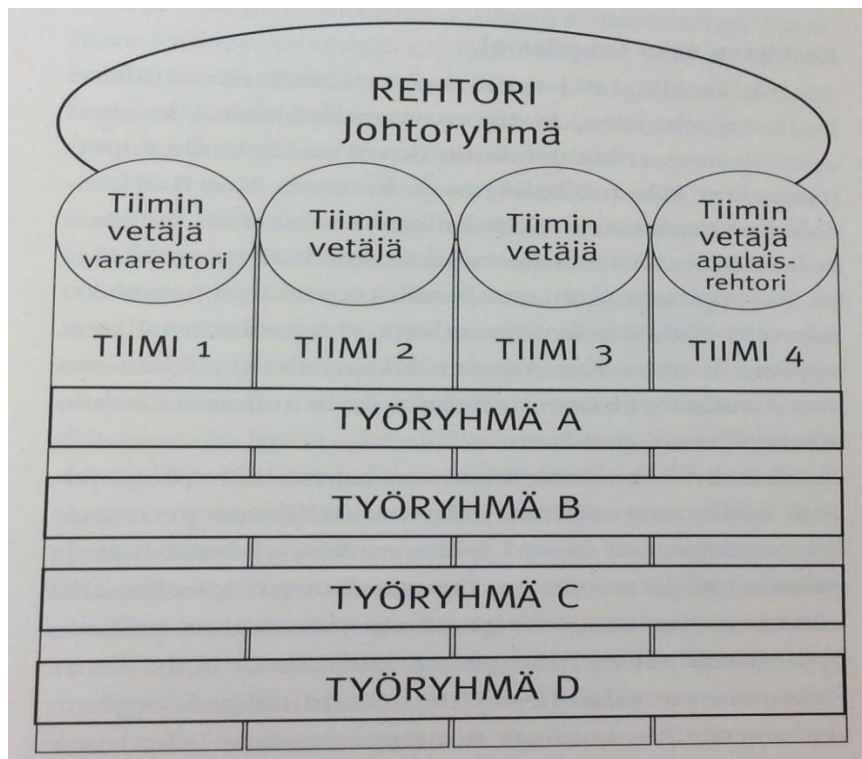 REHTORI
Johtoryhmä
Tiimin
vetäjä
vararehtori
Tiimin
vetäjä
Tiimin
vetäjä
Tiimin
vetäjä
apulais-
rehtori
TIIMI 1
TIIMI 2
TIIMI 3
TIIMI 4
TYÖRYHMÄ A
TYÖRYHMÄ B
TYÖRYHMÄ C
TYÖRYHMÄ D